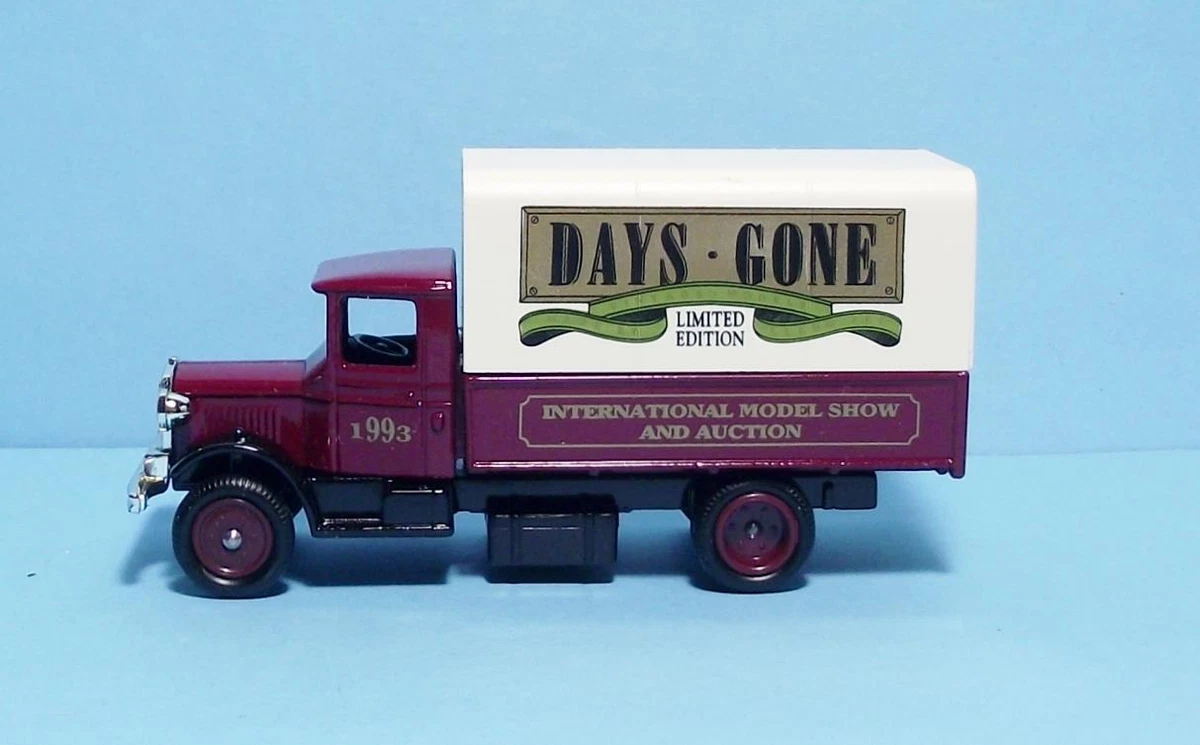 DAYS · GONE
LIMITED
EDITION
INTERNATIONAL MODEL SHOW
AND AUCTION
1993